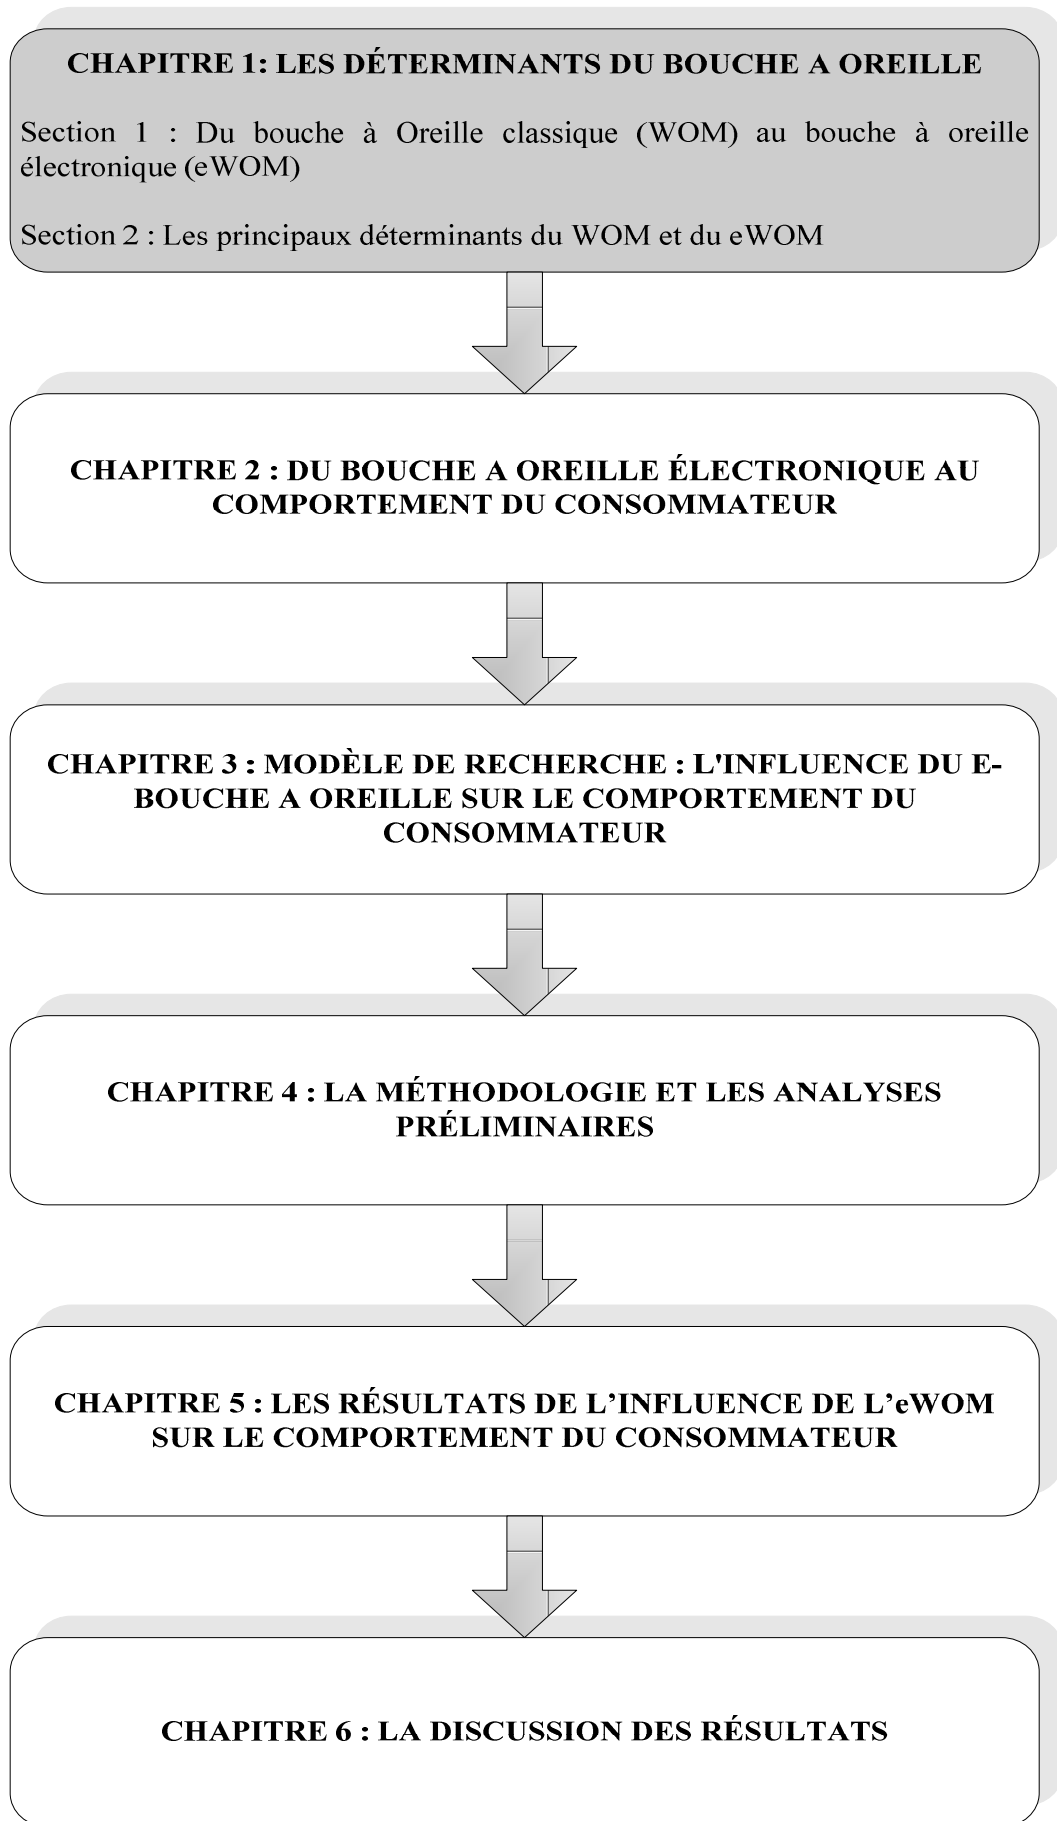 CHAPITRE 1: LES DÉTERMINANTS DU BOUCHE A OREILLE
Section 1 : Du bouche à Oreille classique (WOM) au bouche à oreille
électronique (eWOM)
Section 2 : Les principaux déterminants du WOM et du eWOM
CHAPITRE 2 : DU BOUCHE A OREILLE ÉLECTRONIQUE AU
COMPORTEMENT DU CONSOMMATEUR
CHAPITRE 3 : MODÈLE DE RECHERCHE : L'INFLUENCE DU E-
BOUCHE A OREILLE SUR LE COMPORTEMENT DU
CONSOMMATEUR
CHAPITRE 4 : LA MÉTHODOLOGIE ET LES ANALYSES
PRÉLIMINAIRES
CHAPITRE 5 : LES RÉSULTATS DE L’INFLUENCE DE L’eWOM
SUR LE COMPORTEMENT DU CONSOMMATEUR
CHAPITRE 6 : LA DISCUSSION DES RÉSULTATS